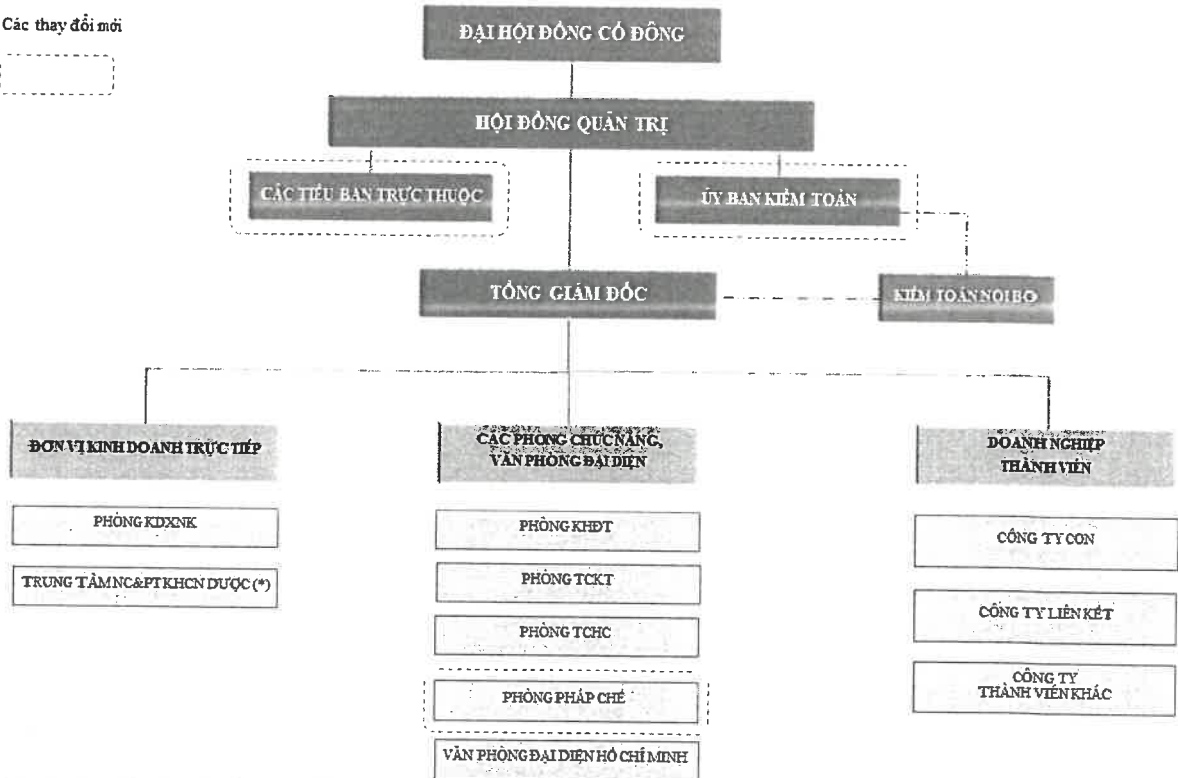 Các thay đổi mới
ĐẠI HỘI ĐỒNG CỔ ĐÔNG
HỘI ĐỒNG QUẢN TRỊ
CÁC TIỂU BAN TRỰC THUỘC
ỦY BAN KIỂM TOÁN
TỔNG GIÁM ĐỐC
KIỂM TOÁN NỘI BỘ
ĐƠN VỊ KINH DOANH TRỰC TIẾP
CÁC PHÒNG CHỨC NĂNG,
VĂN PHÒNG ĐẠI DIỆN
DOANH NGHIỆP
THÀNH VIÊN
PHÒNG KDXNK
TRUNG TÂM NC&PT KHCN DƯỢC (*)
PHÒNG KHĐT
PHÒNG TCKT
PHÒNG TCHC
PHÒNG PHÁP CHẾ
VĂN PHÒNG ĐẠI DIỆN HỒ CHÍ MINH
CÔNG TY CON
CÔNG TY LIÊN KẾT
CÔNG TY
THÀNH VIÊN KHÁC